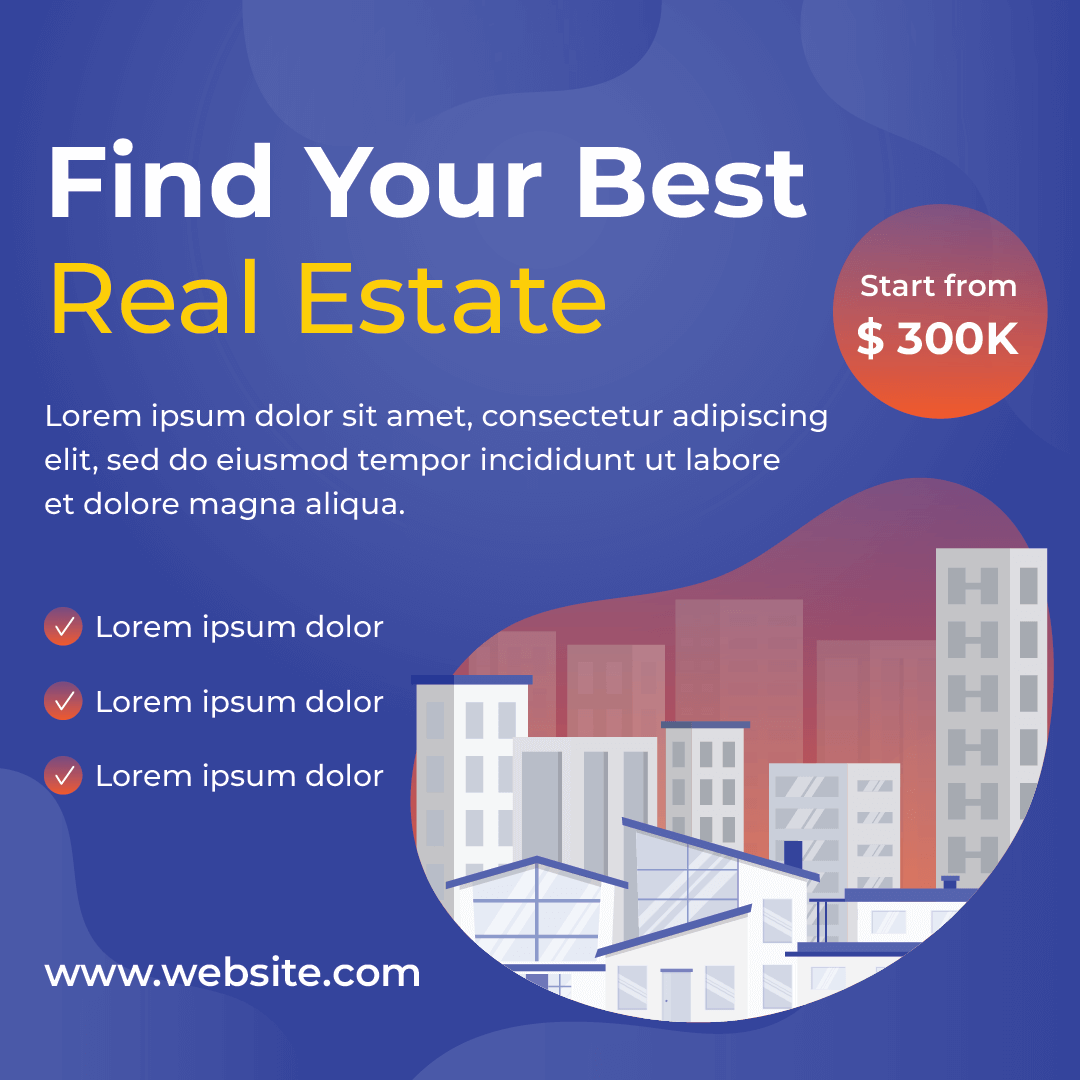 Find Your Best
Real Estate
Start from
$ 300K
Lorem ipsum dolor sit amet, consectetur adipiscing
elit, sed do eiusmod tempor incididunt ut labore
et dolore magna aliqua.
Lorem ipsum dolor
Lorem ipsum dolor
Lorem ipsum dolor
www.website.com